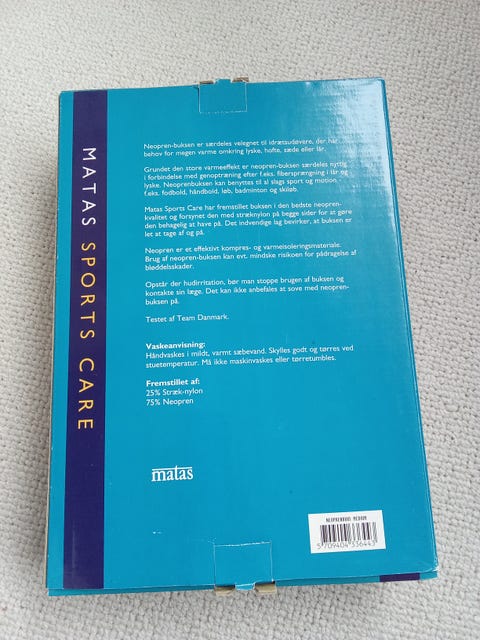 MATAS SPORTS CARE
Neopren-buksen er særdeles velegnet til idrætsudøvere, der har
behov for megen varme omkring lyske, hofte, sæde eller lår.
Grundet den store varmeeffekt er neopren-buksen særdeles nyttig
i forbindelse med genoptræning efter f.eks. fibersprængning i lår og
lyske. Neoprenbuksen kan benyttes til al slags sport og motion -
f.eks. fodbold, håndbold, løb, badminton og skiløb.
Matas Sports Care har fremstillet buksen i den bedste neopren-
kvalitet og forsynet den med stræknylon på begge sider for at gøre
den behagelig at have på. Det indvendige lag bevirker, at buksen er
let at tage af og på.
Neopren er et effektivt kompres- og varmeisoleringsmateriale.
Brug af neopren-buksen kan evt. mindske risikoen for pådragelse af
bløddelsskader.
Opstår der hudirritation, bør man stoppe brugen af buksen og
kontakte sin læge. Det kan ikke anbefales at sove med neopren-
buksen på.
Testet af Team Danmark.
Vaskeanvisning:
Håndvaskes i mildt, varmt sæbevand. Skylles godt og tørres ved
stuetemperatur. Må ikke maskinvaskes eller tørretumbles.
Fremstillet af:
25% Stræk-nylon
75% Neopren
matas
NEOPRENBUKS MEDIUM
5 709404 336443